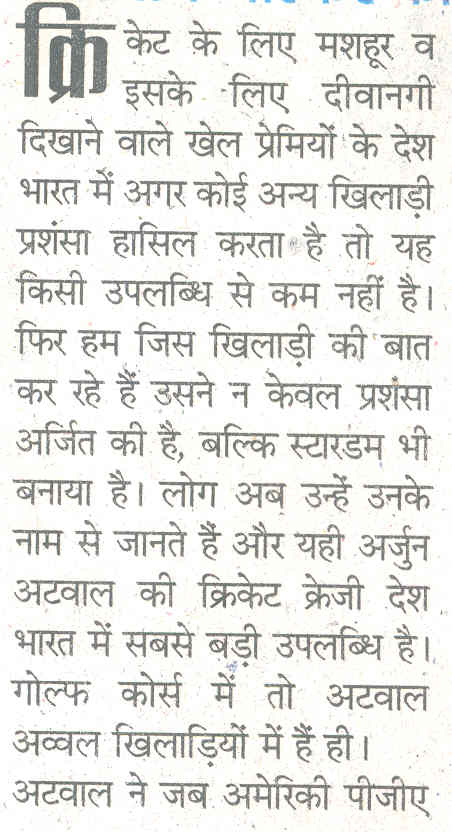 क्रिकेट के लिए मशहूर व
इसके लिए दीवानगी
दिखाने वाले खेल प्रेमियों के देश
भारत में अगर कोई अन्य खिलाड़ी
प्रशंसा हासिल करता है तो यह
किसी उपलब्धि से कम नहीं है।
फिर हम जिस खिलाड़ी की बात
कर रहे हैं उसने न केवल प्रशंसा
अर्जित की है, बल्कि स्टारडम भी
बनाया है। लोग अब उन्हें उनके
नाम से जानते हैं और यही अर्जुन
अटवाल की क्रिकेट क्रेजी देश
भारत में सबसे बड़ी उपलब्धि है।
गोल्फ कोर्स में तो अटवाल
अव्वल खिलाड़ियों में हैं ही।
अटवाल ने जब अमेरिकी पीजीए